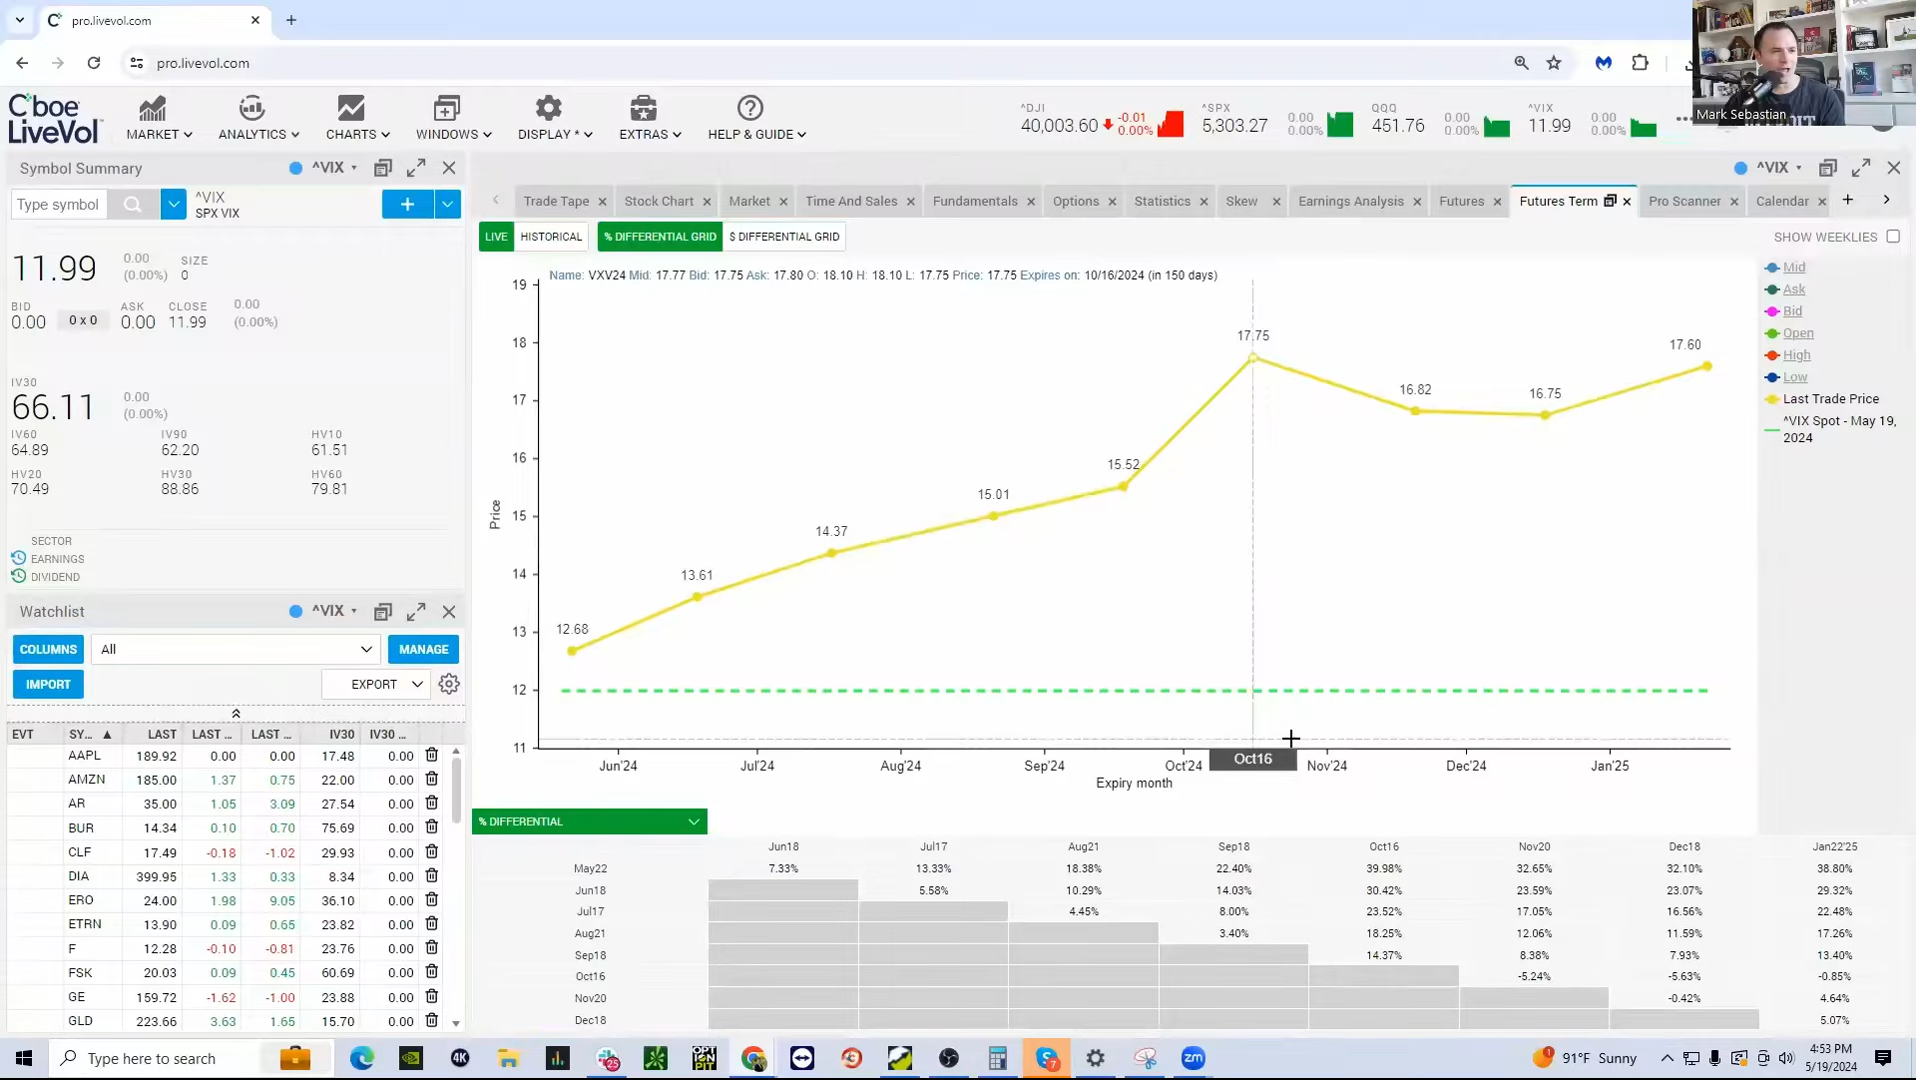 pro.livevol.com
pro.livevol.com
Cboe LiveVol
MARKET
ANALYTICS
CHARTS
WINDOWS
DISPLAY *
EXTRAS
HELP & GUIDE
^DJI 40,003.60 -0.01 0.00%
^SPX 5,303.27 0.00 0.00%
QQQ 451.76 0.00 0.00%
^VIX 11.99 0.00 0.00%
Mark Sebastian
Symbol Summary ^VIX
Type symbol
^VIX
SPX VIX
11.99
0.00
(0.00%)
SIZE
0
BID 0.00
0 x 0
ASK 0.00
CLOSE 11.99
0.00
(0.00%)
IV30
66.11
0.00
(0.00%)
IV60 IV90 HV10
64.89 62.20 61.51
HV20 HV30 HV60
70.49 88.86 79.81
SECTOR
EARNINGS
DIVIDEND
Watchlist ^VIX
COLUMNS All MANAGE
IMPORT EXPORT
EVT SY... LAST LAST ... LAST ... IV30 IV30 ...
AAPL 189.92 0.00 0.00 17.48 0.00
AMZN 185.00 1.37 0.75 22.00 0.00
AR 35.00 1.05 3.09 27.54 0.00
BUR 14.34 0.10 0.70 75.69 0.00
CLF 17.49 -0.18 -1.02 29.93 0.00
DIA 399.95 1.33 0.33 8.34 0.00
ERO 24.00 1.98 9.05 36.10 0.00
ETRN 13.90 0.09 0.65 23.82 0.00
F 12.28 -0.10 -0.81 23.76 0.00
FSK 20.03 0.09 0.45 60.69 0.00
GE 159.72 -1.62 -1.00 23.88 0.00
GLD 223.66 3.63 1.65 15.70 0.00
^VIX
Trade Tape Stock Chart Market Time And Sales Fundamentals Options Statistics Skew Earnings Analysis Futures Futures Term Pro Scanner Calendar
LIVE HISTORICAL % DIFFERENTIAL GRID $ DIFFERENTIAL GRID SHOW WEEKLIES
Name: VXV24 Mid: 17.77 Bid: 17.75 Ask: 17.80 O: 18.10 H: 18.10 L: 17.75 Price: 17.75 Expires on: 10/16/2024 (in 150 days)
Mid
Ask
Bid
Open
High
Low
Last Trade Price
^VIX Spot - May 19,
2024
Price
19
18
17
16
15
14
13
12
11
12.68
13.61
14.37
15.01
15.52
17.75
16.82
16.75
17.60
Jun'24 Jul'24 Aug'24 Sep'24 Oct'24 Oct16 Nov'24 Dec'24 Jan'25
Expiry month
% DIFFERENTIAL
Jun18 Jul17 Aug21 Sep18 Oct16 Nov20 Dec18 Jan22'25
May22 7.33% 13.33% 18.38% 22.40% 39.98% 32.65% 32.10% 38.80%
Jun18 5.58% 10.29% 14.03% 30.42% 23.59% 23.07% 29.32%
Jul17 4.45% 8.00% 23.52% 17.05% 16.56% 22.48%
Aug21 3.40% 18.25% 12.06% 11.59% 17.26%
Sep18 14.37% 8.38% 7.93% 13.40%
Oct16 -5.24% -5.63% -0.85%
Nov20 -0.42% 4.64%
Dec18 5.07%
Type here to search
4K
25
OPTION PIT
7
zm
1
91°F Sunny
4:53 PM
5/19/2024